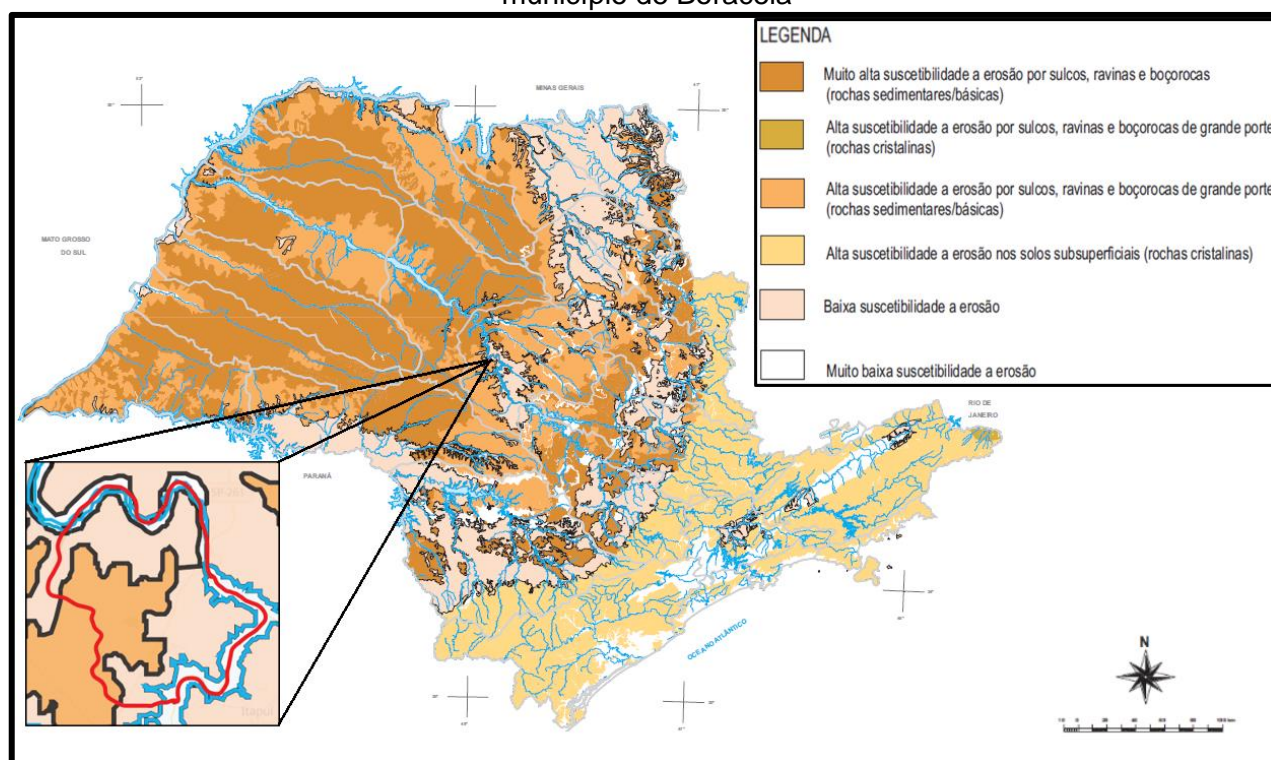 município de Boracéia
LEGENDA
Muito alta suscetibilidade a erosão por sulcos, ravinas e boçorocas
(rochas sedimentares/básicas)
Alta suscetibilidade a erosão por sulcos, ravinas e boçorocas de grande porte
(rochas cristalinas)
Alta suscetibilidade a erosão por sulcos, ravinas e boçorocas de grande porte
(rochas sedimentares/básicas)
Alta suscetibilidade a erosão nos solos subsuperficiais (rochas cristalinas)
Baixa suscetibilidade a erosão
Muito baixa suscetibilidade a erosão
MINAS GERAIS
MATO GROSSO
DO SUL
RIO DE
JANEIRO
PARANÁ
Itapuí
OCEANO ATLÂNTICO
N